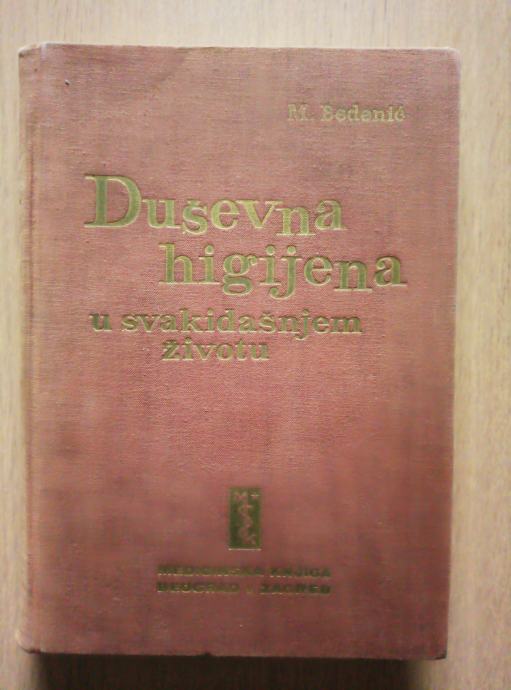 M. Bedenić
Duševna
higijena
u svakidašnjem
životu
M +
K
MEDICINSKA KNJIGA
BEOGRAD • ZAGREB